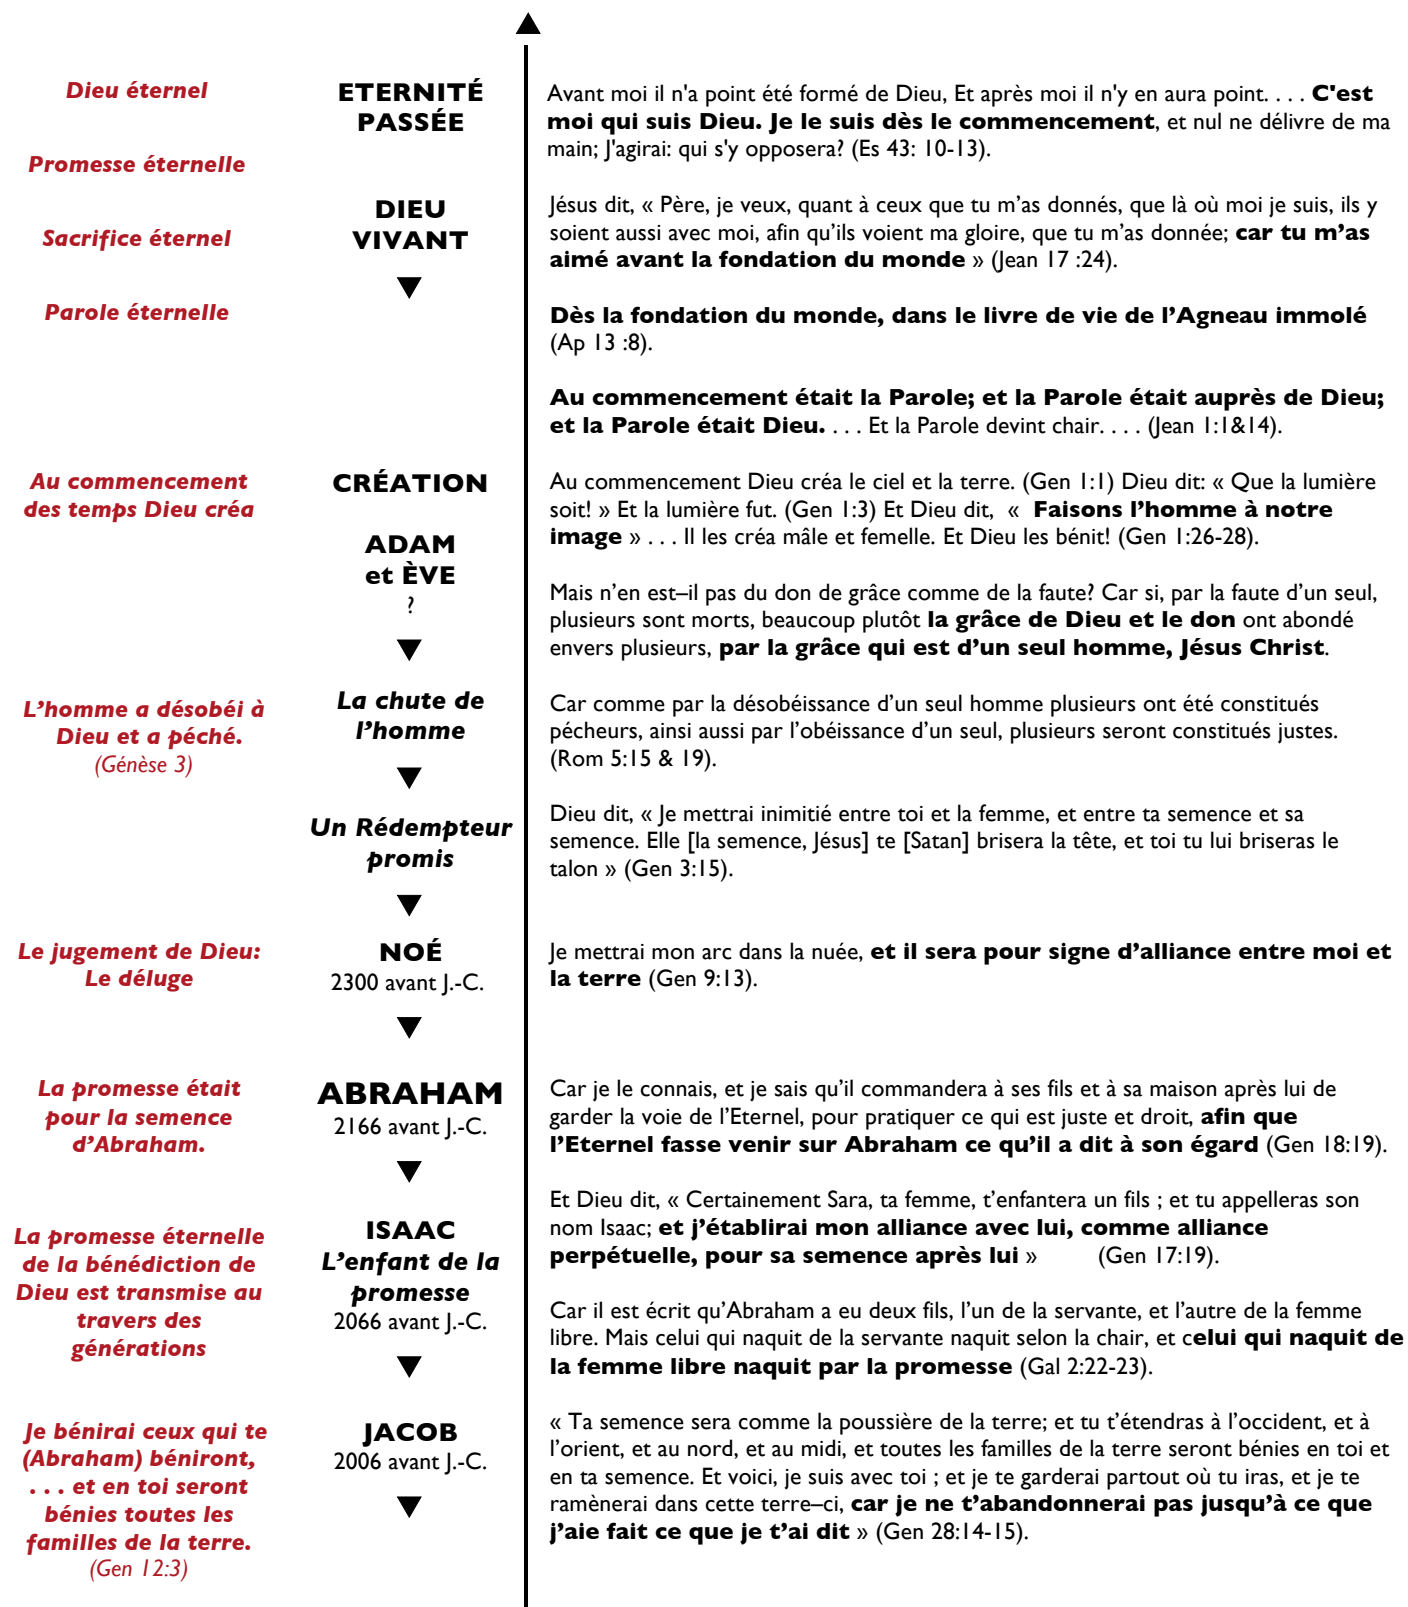 Dieu éternel
Promesse éternelle
Sacrifice éternel
Parole éternelle
ETERNITÉ
PASSÉE
DIEU
VIVANT
Avant moi il n'a point été formé de Dieu, Et après moi il n'y en aura point. . . . C'est
moi qui suis Dieu. Je le suis dès le commencement, et nul ne délivre de ma
main; J'agirai: qui s'y opposera? (Es 43: 10-13).
Jésus dit, « Père, je veux, quant à ceux que tu m'as donnés, que là où moi je suis, ils y
soient aussi avec moi, afin qu'ils voient ma gloire, que tu m'as donnée; car tu m'as
aimé avant la fondation du monde » (Jean 17 :24).
Dès la fondation du monde, dans le livre de vie de l'Agneau immolé
(Ap 13 :8).
Au commencement était la Parole; et la Parole était auprès de Dieu;
et la Parole était Dieu. . . . Et la Parole devint chair. . . . (Jean 1:1&14).
Au commencement
des temps Dieu créa
CRÉATION
ADAM
et ÈVE
?
Au commencement Dieu créa le ciel et la terre. (Gen 1:1) Dieu dit: « Que la lumière
soit! » Et la lumière fut. (Gen 1:3) Et Dieu dit, « Faisons l'homme à notre
image » . . . Il les créa mâle et femelle. Et Dieu les bénit! (Gen 1:26-28).
Mais n'en est–il pas du don de grâce comme de la faute? Car si, par la faute d'un seul,
plusieurs sont morts, beaucoup plutôt la grâce de Dieu et le don ont abondé
envers plusieurs, par la grâce qui est d'un seul homme, Jésus Christ.
L'homme a désobéi à
Dieu et a péché.
(Génèse 3)
La chute de
l'homme
Car comme par la désobéissance d'un seul homme plusieurs ont été constitués
pécheurs, ainsi aussi par l'obéissance d'un seul, plusieurs seront constitués justes.
(Rom 5:15 & 19).
Un Rédempteur
promis
Dieu dit, « Je mettrai inimitié entre toi et la femme, et entre ta semence et sa
semence. Elle [la semence, Jésus] te [Satan] brisera la tête, et toi tu lui briseras le
talon » (Gen 3:15).
Le jugement de Dieu:
Le déluge
NOÉ
2300 avant J.-C.
Je mettrai mon arc dans la nuée, et il sera pour signe d'alliance entre moi et
la terre (Gen 9:13).
La promesse était
pour la semence
d'Abraham.
ABRAHAM
2166 avant J.-C.
Car je le connais, et je sais qu'il commandera à ses fils et à sa maison après lui de
garder la voie de l'Eternel, pour pratiquer ce qui est juste et droit, afin que
l'Eternel fasse venir sur Abraham ce qu'il a dit à son égard (Gen 18:19).
La promesse éternelle
de la bénédiction de
Dieu est transmise au
travers des
générations
ISAAC
L'enfant de la
promesse
2066 avant J.-C.
Et Dieu dit, « Certainement Sara, ta femme, t'enfantera un fils ; et tu appelleras son
nom Isaac; et j'établirai mon alliance avec lui, comme alliance
perpétuelle, pour sa semence après lui » (Gen 17:19).
Car il est écrit qu'Abraham a eu deux fils, l'un de la servante, et l'autre de la femme
libre. Mais celui qui naquit de la servante naquit selon la chair, et celui qui naquit de
la femme libre naquit par la promesse (Gal 2:22-23).
Je bénirai ceux qui te
(Abraham) béniront,
. . . et en toi seront
bénies toutes les
familles de la terre.
(Gen 12:3)
JACOB
2006 avant J.-C.
« Ta semence sera comme la poussière de la terre; et tu t'étendras à l'occident, et à
l'orient, et au nord, et au midi, et toutes les familles de la terre seront bénies en toi et
en ta semence. Et voici, je suis avec toi ; et je te garderai partout où tu iras, et je te
ramènerai dans cette terre–ci, car je ne t'abandonnerai pas jusqu'à ce que
j'aie fait ce que je t'ai dit » (Gen 28:14-15).